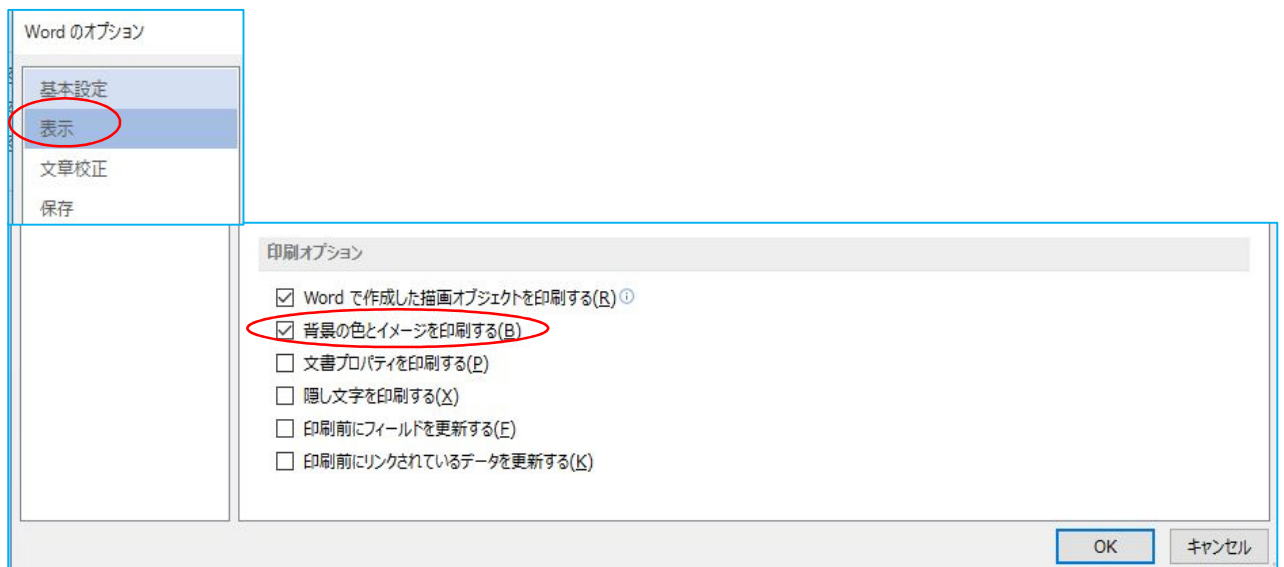 Word のオプション
基本設定
表示
文章校正
保存
印刷オプション
Word で作成した描画オブジェクトを印刷する(R)
背景の色とイメージを印刷する(B)
文書プロパティを印刷する(P)
隠し文字を印刷する(X)
印刷前にフィールドを更新する(F)
印刷前にリンクされているデータを更新する(K)
OK キャンセル